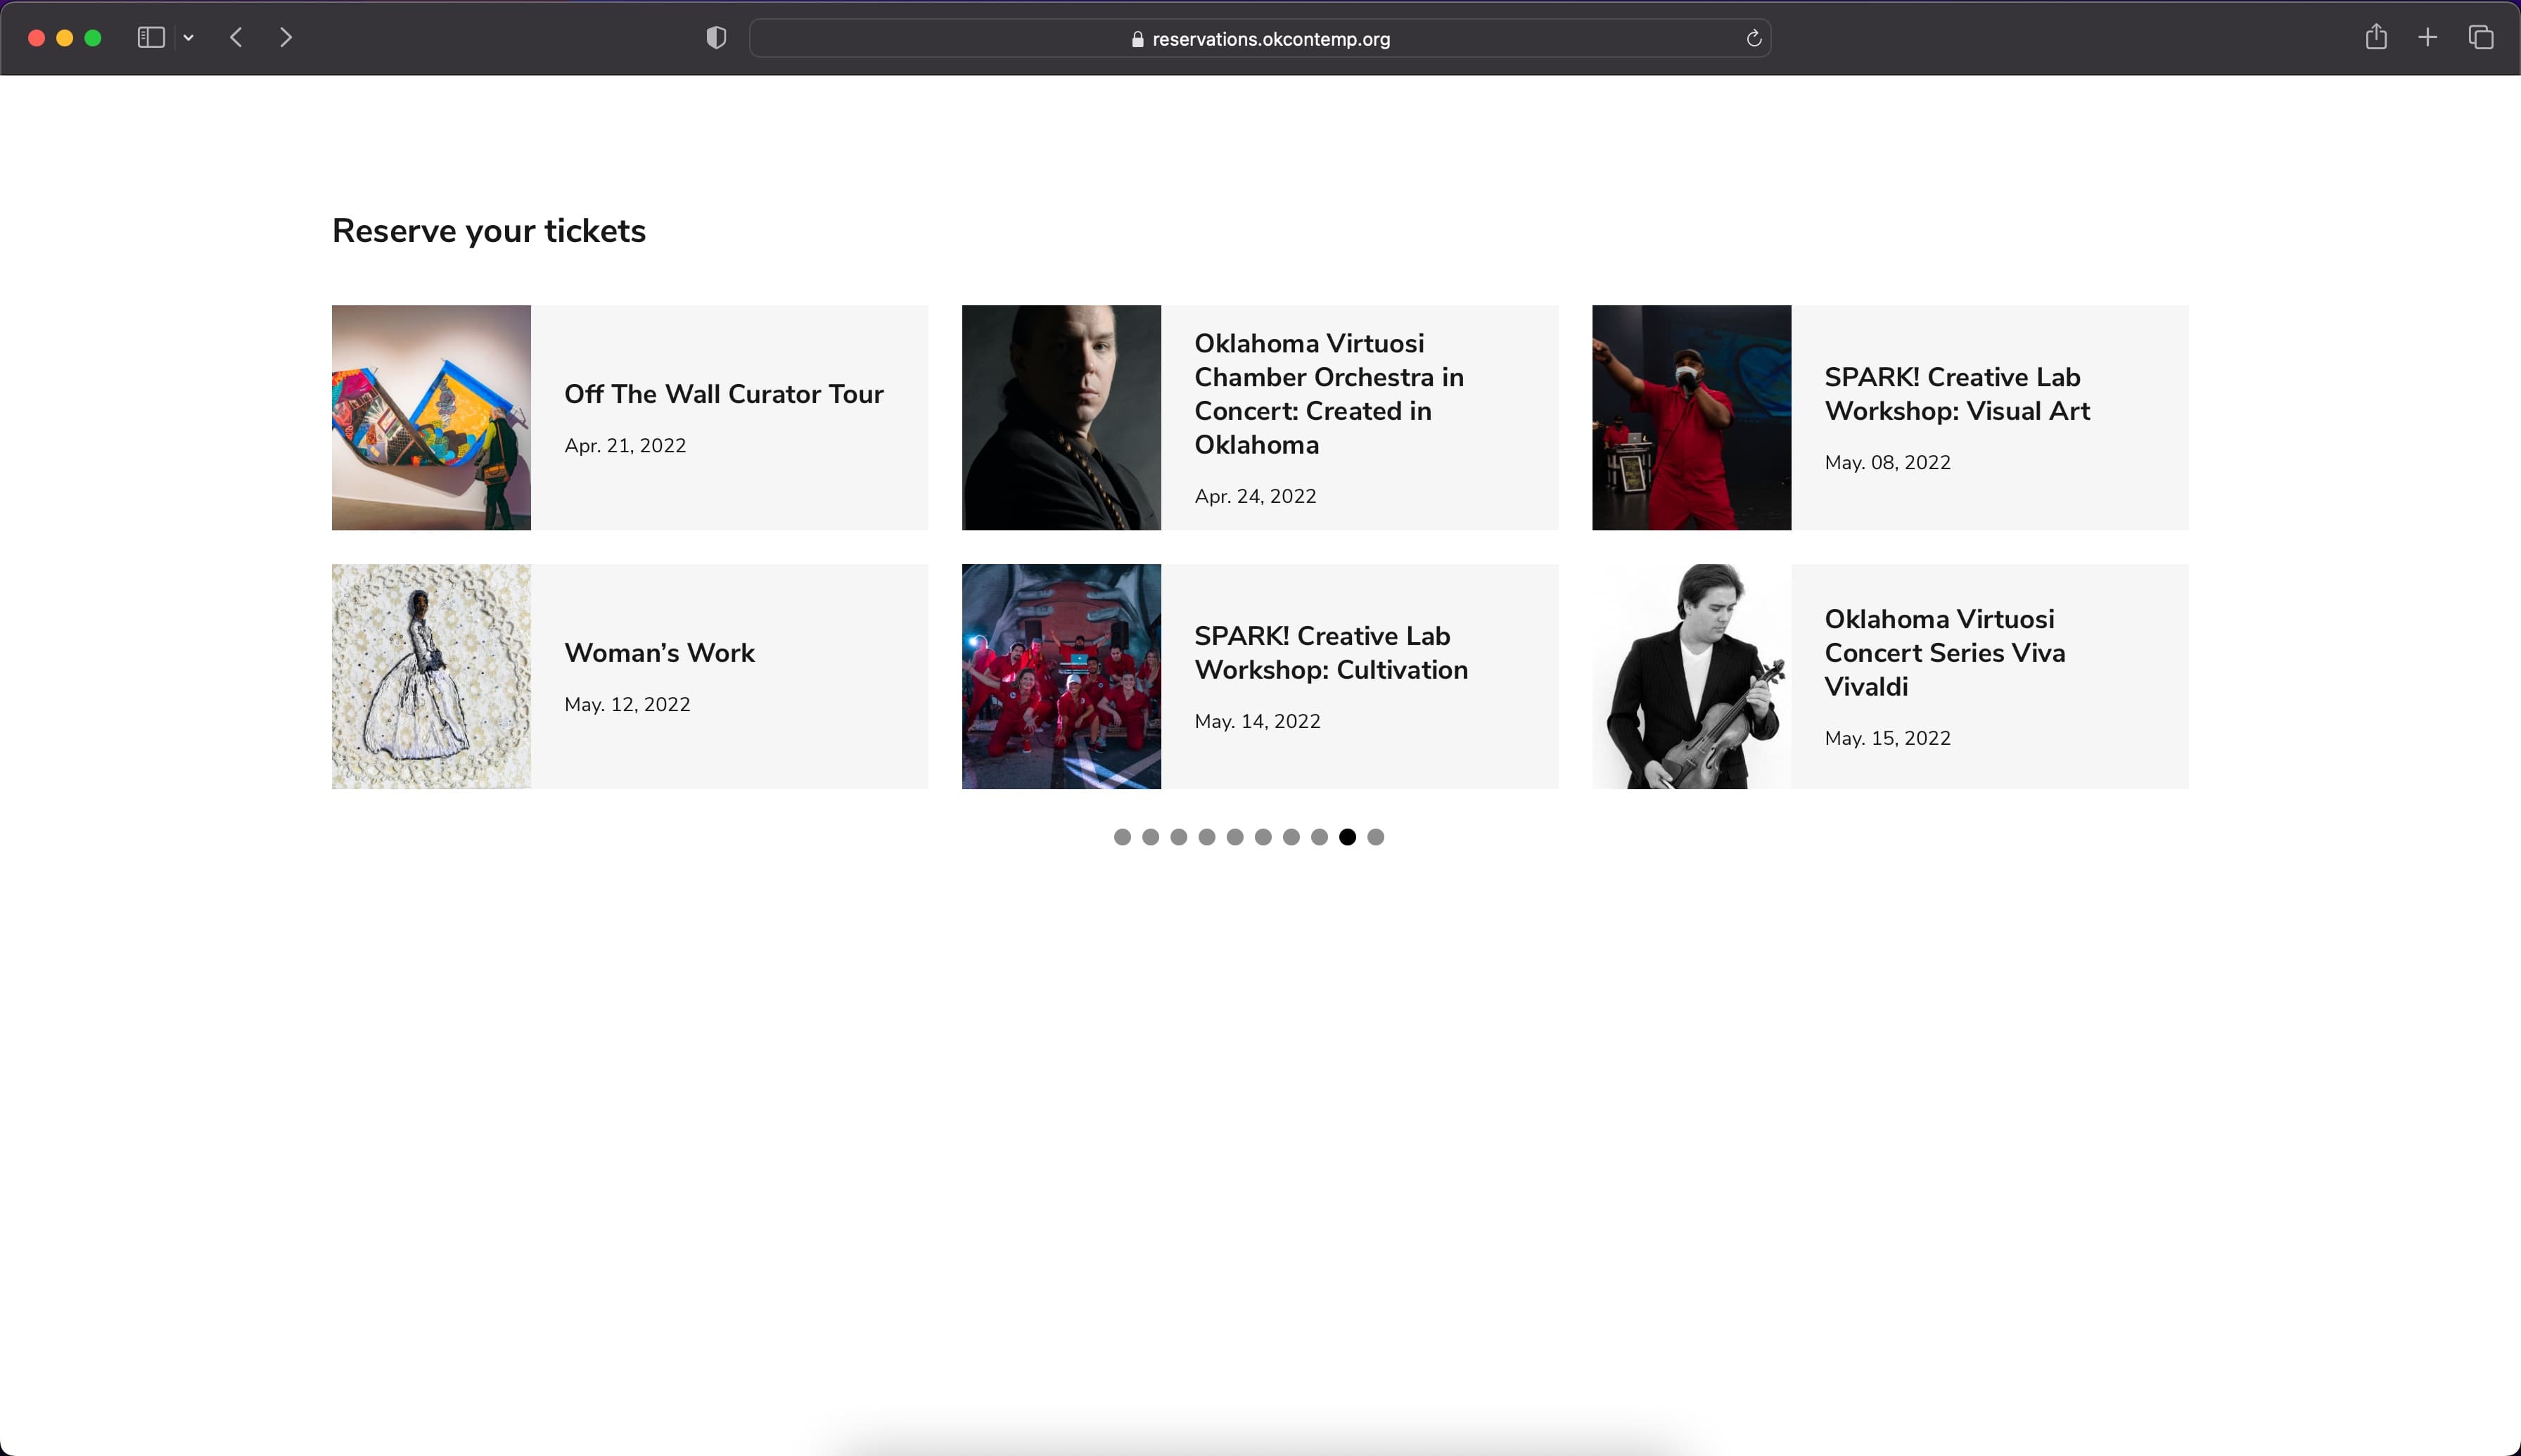 reservations.okcontemp.org
Reserve your tickets
Off The Wall Curator Tour
Apr. 21, 2022
Oklahoma Virtuosi
Chamber Orchestra in
Concert: Created in
Oklahoma
Apr. 24, 2022
SPARK! Creative Lab
Workshop: Visual Art
May. 08, 2022
Woman’s Work
May. 12, 2022
SPARK! Creative Lab
Workshop: Cultivation
May. 14, 2022
Oklahoma Virtuosi
Concert Series Viva
Vivaldi
May. 15, 2022